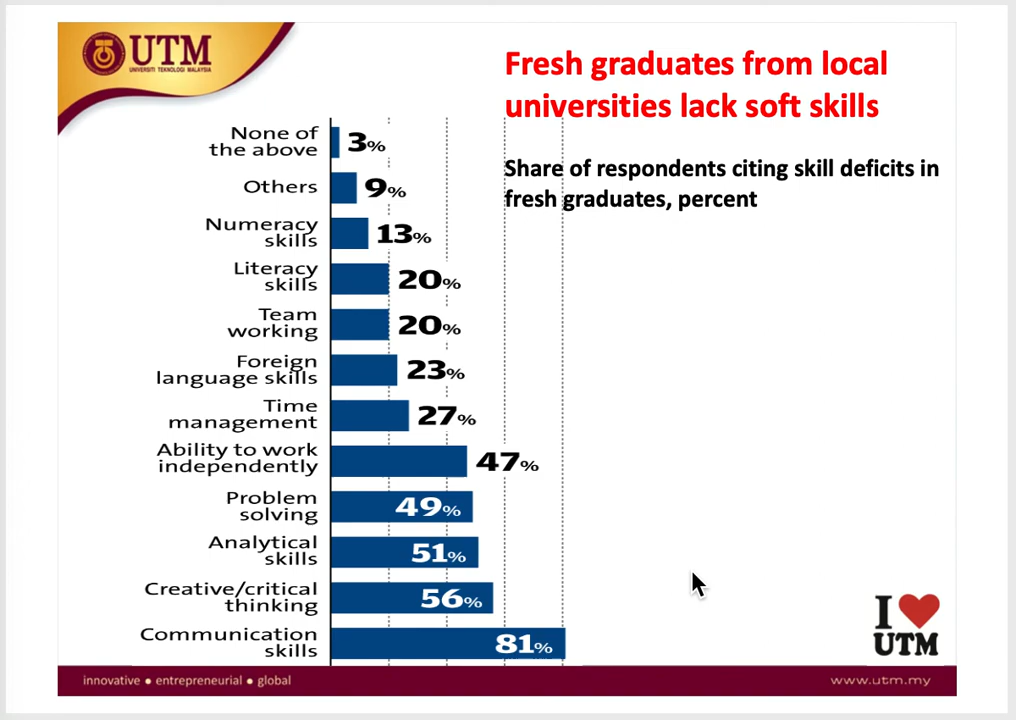 UTM
UNIVERSITI TEKNOLOGI MALAYSIA
Fresh graduates from local
universities lack soft skills
Share of respondents citing skill deficits in
fresh graduates, percent
None of
the above
3%
Others
9%
Numeracy
skills
13%
Literacy
skills
20%
Team
working
20%
Foreign
language skills
23%
Time
management
27%
Ability to work
independently
47%
Problem
solving
49%
Analytical
skills
51%
Creative/critical
thinking
56%
Communication
skills
81%
I
UTM
innovative ● entrepreneurial ● global
www.utm.my